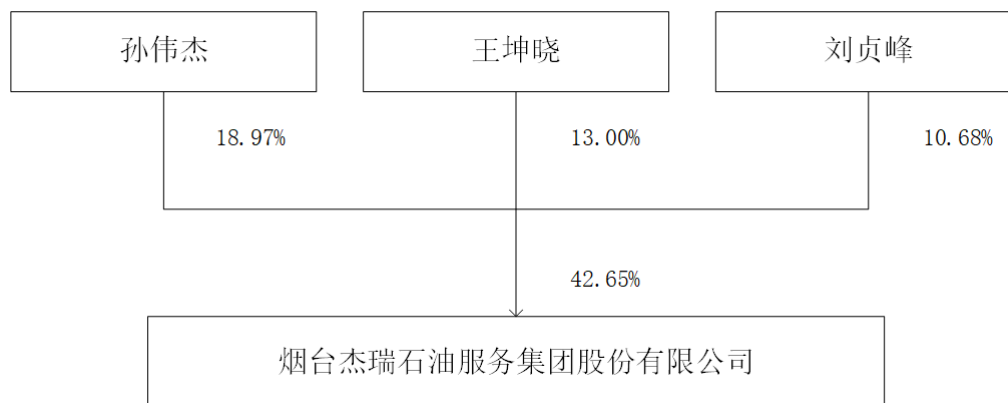 孙伟杰
王坤晓
刘贞峰
18.97%
13.00%
10.68%
42.65%
烟台杰瑞石油服务集团股份有限公司